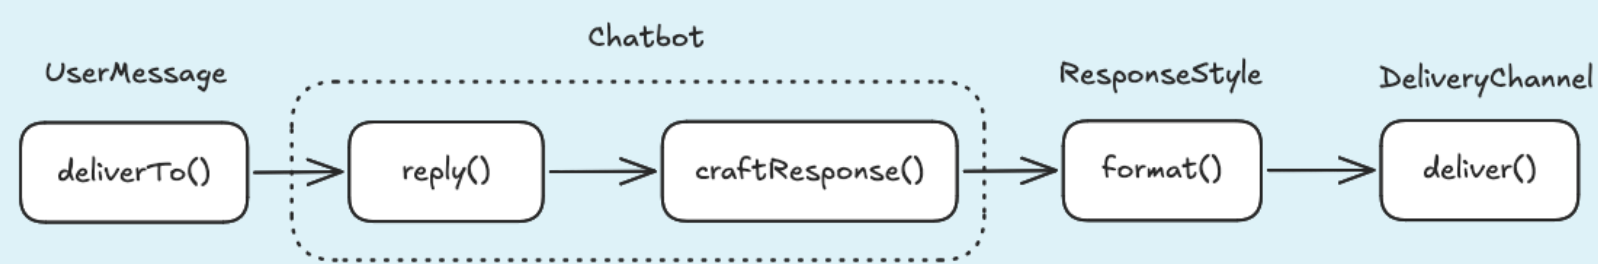 Chatbot
UserMessage
ResponseStyle
DeliveryChannel
deliverTo()
reply()
craftResponse()
format()
deliver()